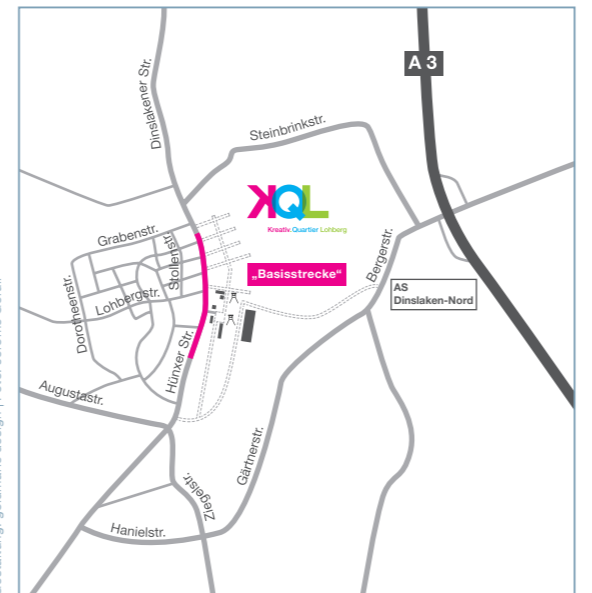 A 3
Dinslakener Str.
Steinbrinkstr.
KQL
Kreativ.Quartier Lohberg
Grabenstr.
Stollenstr.
Bergerstr.
„Basisstrecke“
Dorotheenstr.
Lohbergstr.
AS
Dinslaken-Nord
Hünxer Str.
Augustastr.
Gärtnerstr.
Ziegelstr.
Hanielstr.